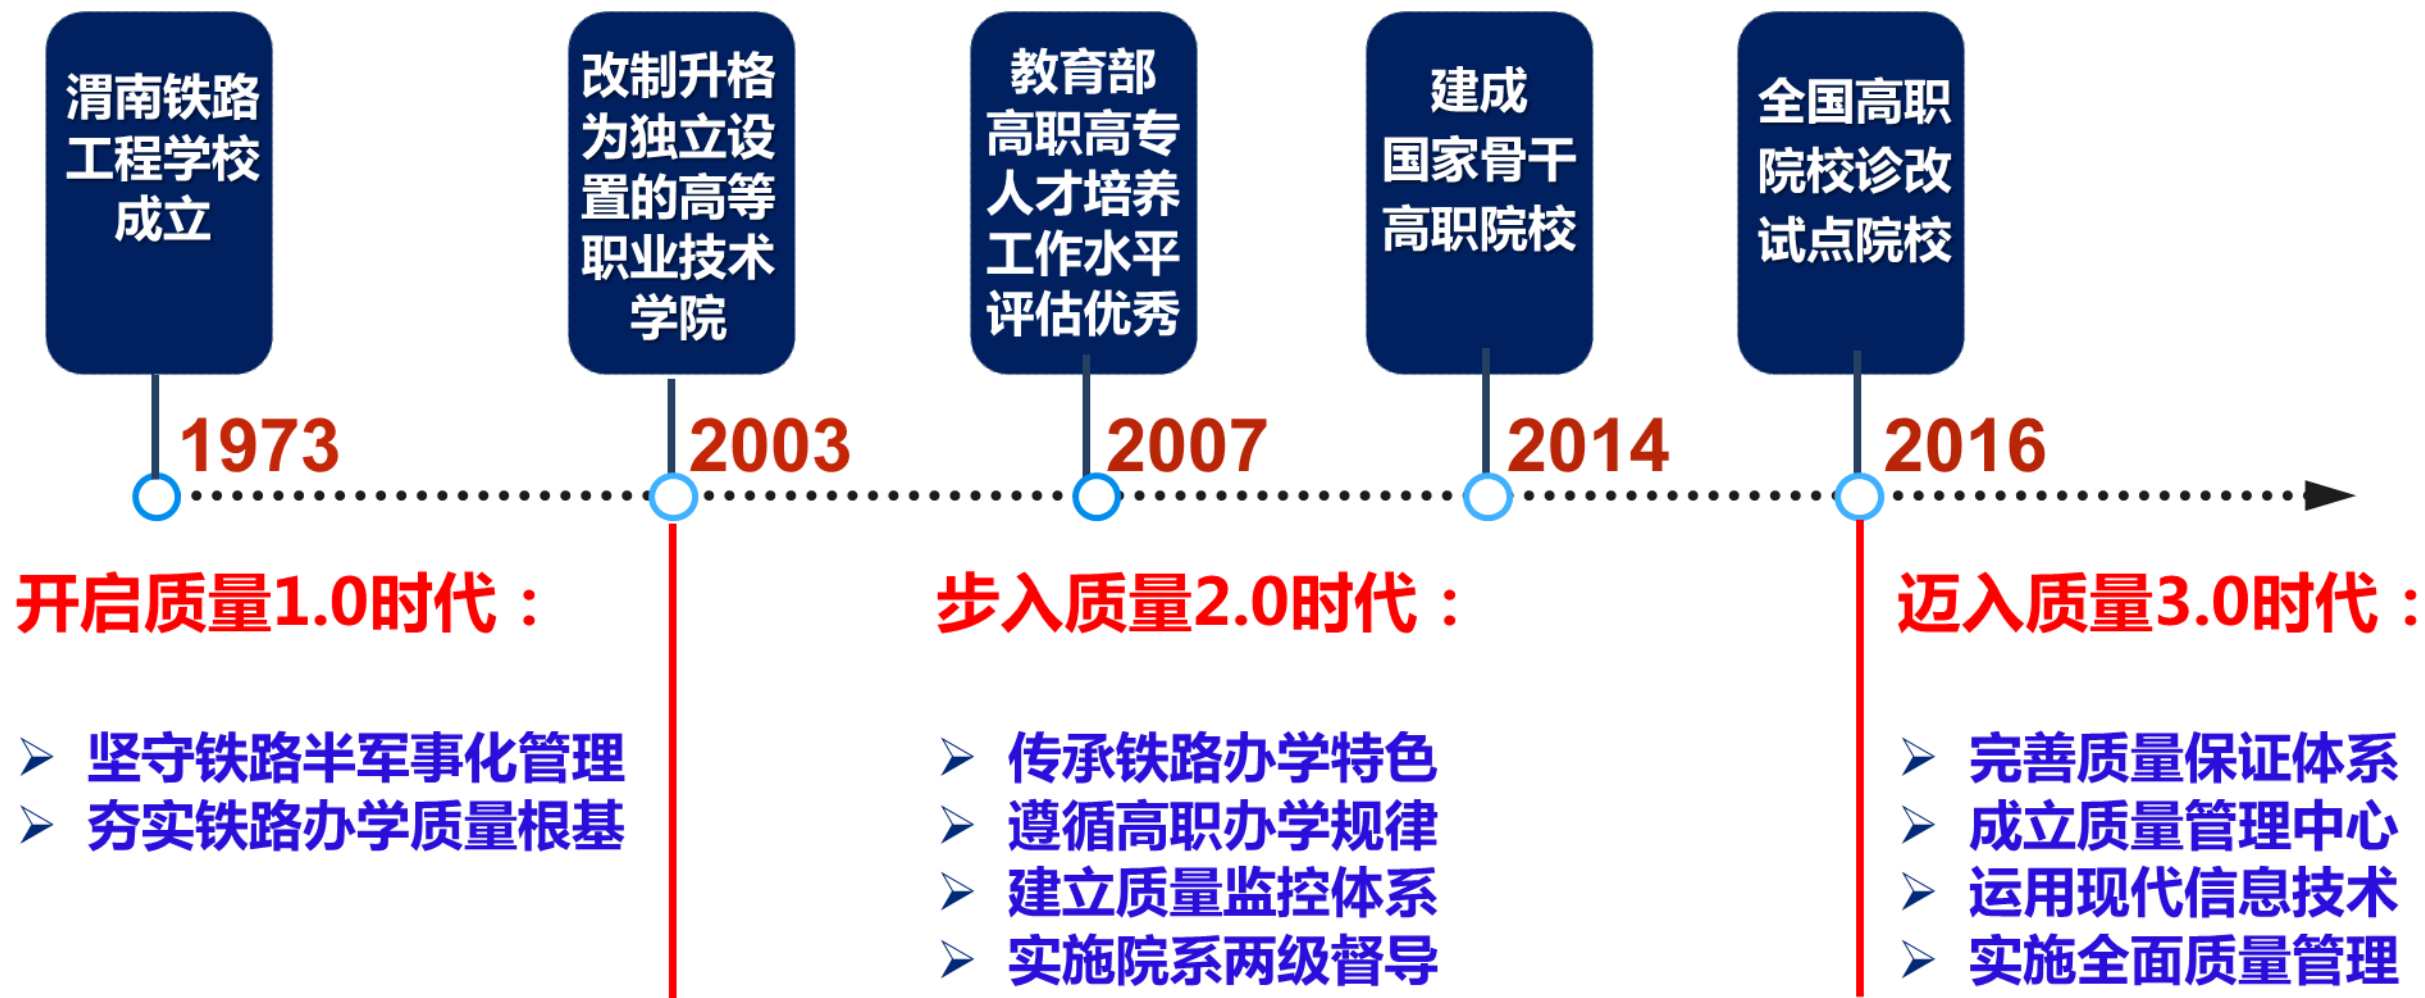 渭南铁路
工程学校
成立
改制升格
为独立设
置的高等
职业技术
学院
教育部
高职高专
人才培养
工作水平
评估优秀
建成
国家骨干
高职院校
全国高职
院校诊改
试点院校
1973
2003
2007
2014
2016
开启质量1.0时代：
坚守铁路半军事化管理
夯实铁路办学质量根基
步入质量2.0时代：
传承铁路办学特色
遵循高职办学规律
建立质量监控体系
实施院系两级督导
迈入质量3.0时代：
完善质量保证体系
成立质量管理中心
运用现代信息技术
实施全面质量管理